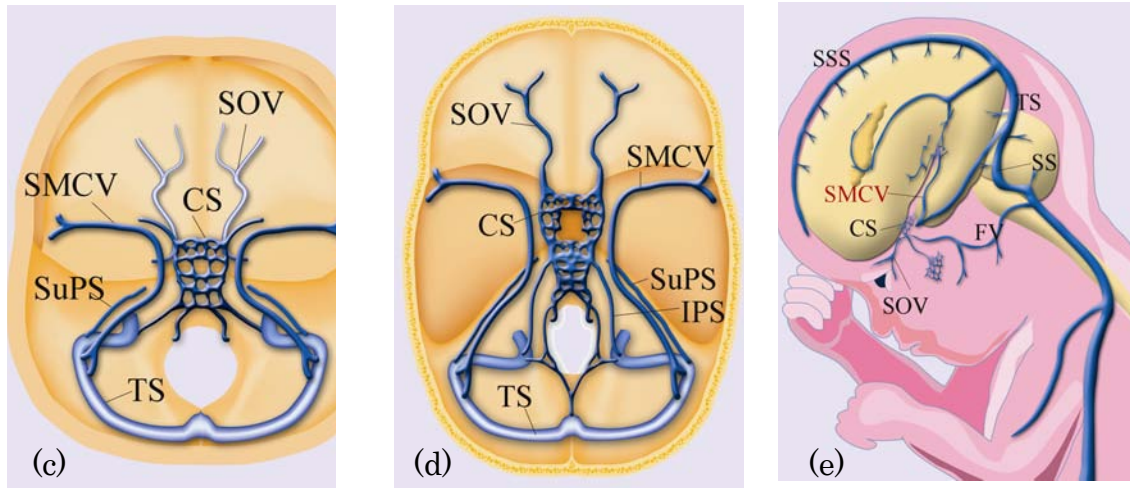 SOV
SMCV
CS
SuPS
TS
(c)
SOV
SMCV
CS
SuPS
IPS
TS
(d)
SSS
TS
SS
SMCV
CS
FV
SOV
(e)